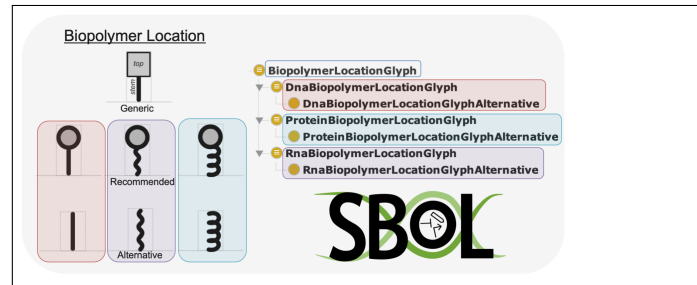 Biopolymer Location
top
stem
Generic
Recommended
Alternative
BiopolymerLocationGlyph
DnaBiopolymerLocationGlyph
DnaBiopolymerLocationGlyphAlternative
ProteinBiopolymerLocationGlyph
ProteinBiopolymerLocationGlyphAlternative
RnaBiopolymerLocationGlyph
RnaBiopolymerLocationGlyphAlternative
SBOL